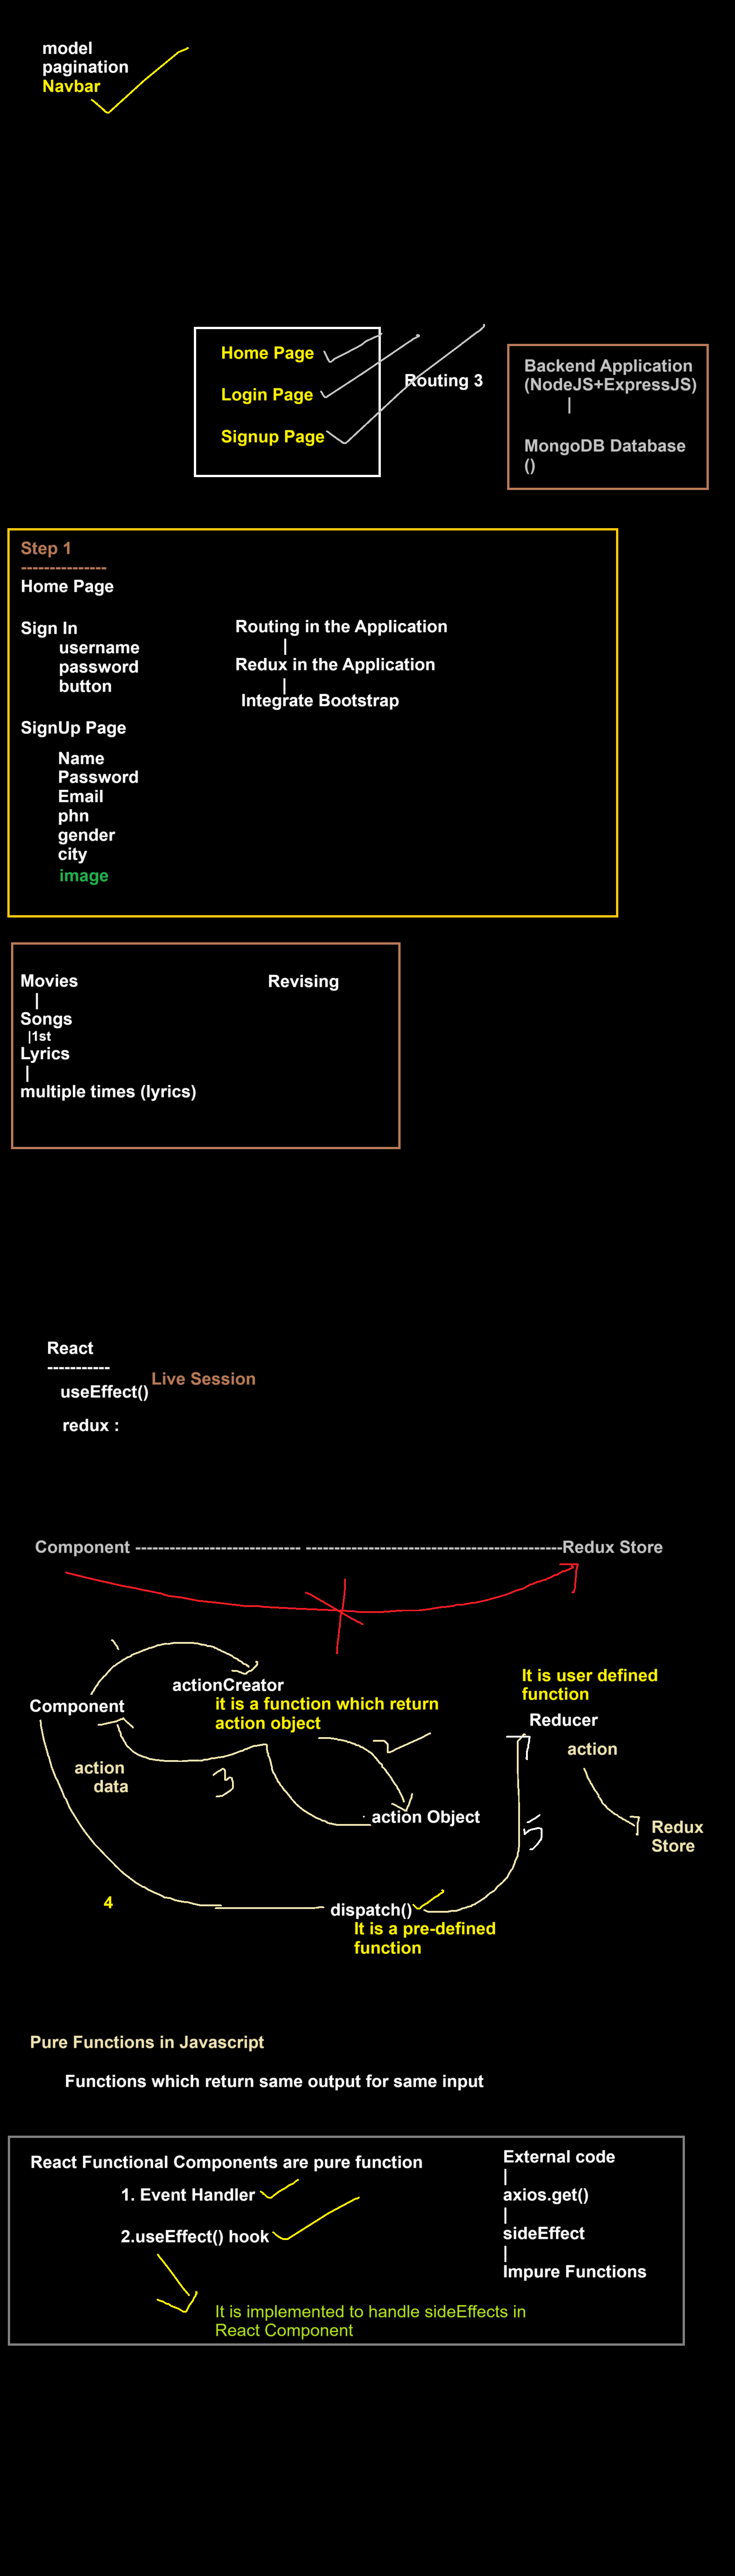 model
pagination
Navbar
Home Page
Login Page
Signup Page
Routing 3
Backend Application
(NodeJS+ExpressJS)
|
MongoDB Database
()
Step 1
---------------
Home Page
Sign In
username
password
button
SignUp Page
Name
Password
Email
phn
gender
city
image
Routing in the Application
|
Redux in the Application
|
Integrate Bootstrap
Movies
|
Songs
|1st
Lyrics
|
multiple times (lyrics)
Revising
React
-----------
useEffect()
Live Session
redux :
Component ----------------------------- ---------------------------------------------Redux Store
actionCreator
it is a function which return
action object
Component
action
data
3
2
action Object
4
dispatch()
It is a pre-defined
function
It is user defined
function
Reducer
action
5
Redux
Store
Pure Functions in Javascript
Functions which return same output for same input
React Functional Components are pure function
1. Event Handler
2.useEffect() hook
It is implemented to handle sideEffects in
React Component
External code
|
axios.get()
|
sideEffect
|
Impure Functions